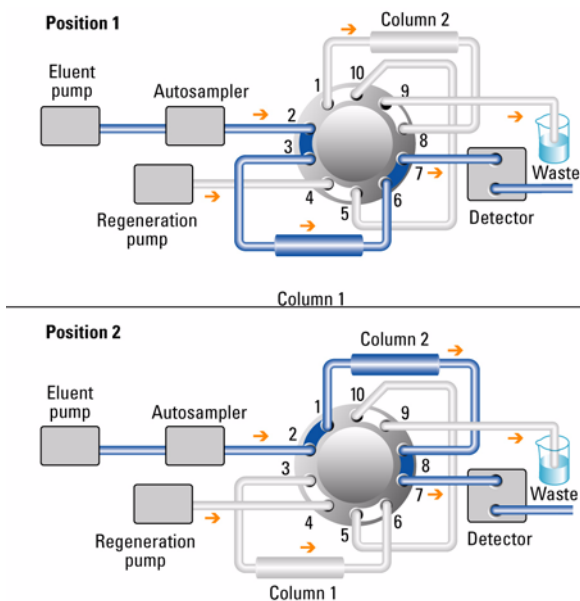 Position 1
Column 2
Eluent
pump
Autosampler
1
10
9
2
8
3
7
4
5
6
Waste
Regeneration
pump
Detector
Column 1
Position 2
Column 2
Eluent
pump
Autosampler
1
10
9
2
8
3
7
4
5
6
Waste
Regeneration
pump
Detector
Column 1